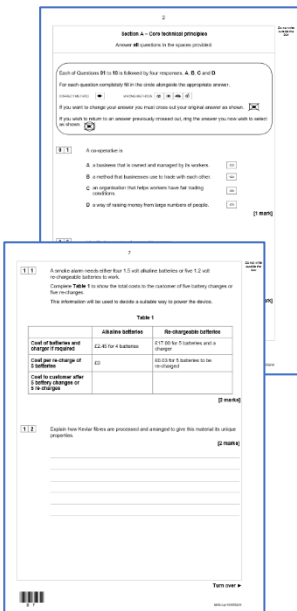 2
Section A – Core technical principles
Answer all questions in the spaces provided.
Each of Questions 01 to 10 is followed by four responses, A, B, C and D.
For each question completely fill in the circle alongside the appropriate answer.
CORRECT METHOD WRONG METHODS
If you want to change your answer you must cross out your original answer as shown.
If you wish to return to an answer previously crossed out, ring the answer you now wish to select
as shown.
0 1 A co-operative is
A a business that is owned and managed by its workers.
B a method that businesses use to trade with each other.
C an organisation that helps workers have fair trading
conditions.
D a way of raising money from large numbers of people.
[1 mark]
7
1 1 A smoke alarm needs either four 1.5 volt alkaline batteries or five 1.2 volt
re-chargeable batteries to work.
Complete Table 1 to show the total costs to the customer of five battery changes or
five re-charges.
This information will be used to decide a suitable way to power the device.
Table 1
Alkaline batteries Re-chargeable batteries
Cost of batteries and
charger if required
£2.45 for 4 batteries
£17.00 for 5 batteries and a
charger
Cost per re-charge of
5 batteries
£0
£0.03 for 5 batteries to be
re-charged
Cost to customer after
5 battery changes or
5 re-charges
[3 marks]
1 2 Explain how Kevlar fibres are processed and arranged to give this material its unique
properties.
[2 marks]
Turn over ►
0 7